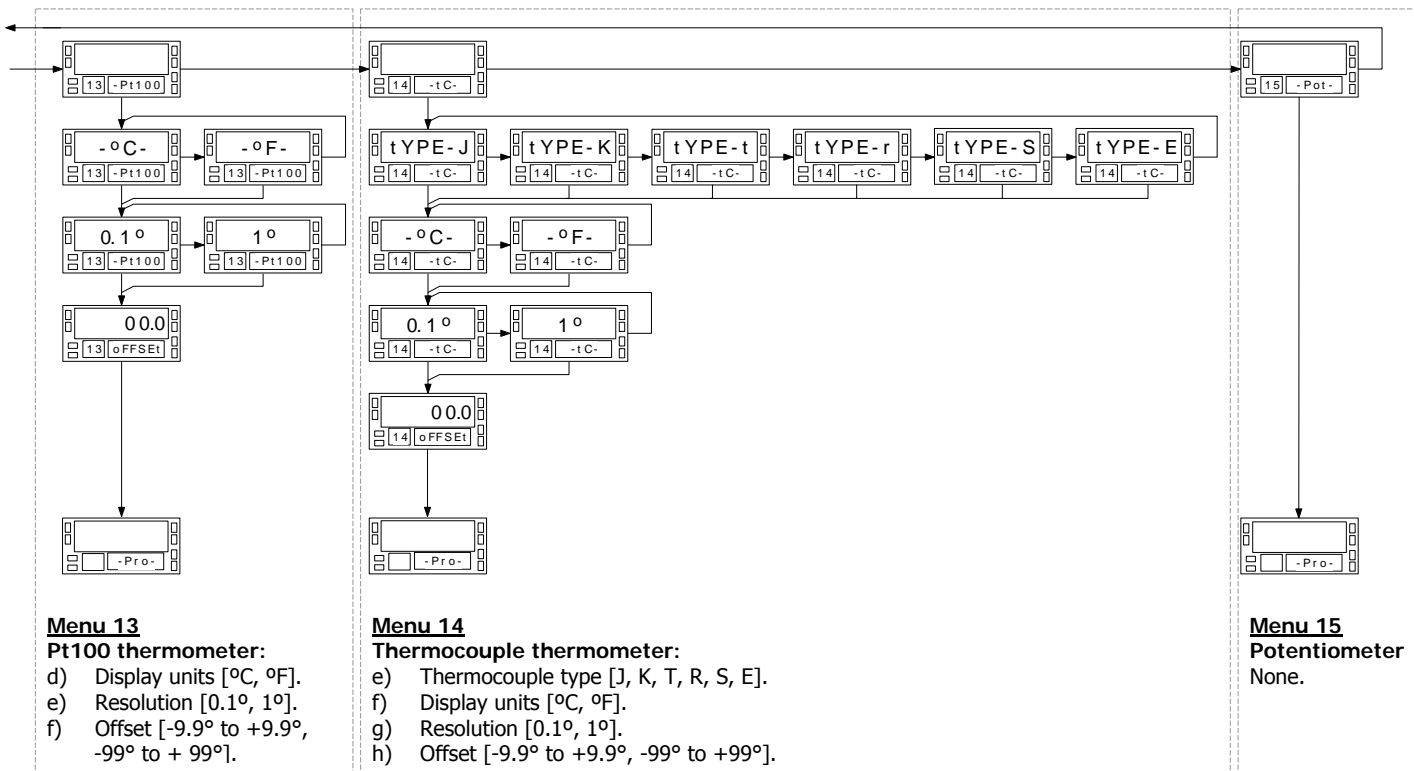 13 -Pt100
14 -tC-
15 -Pot-
-ºC-
13 -Pt100
-ºF-
13 -Pt100
tYPE-J
14 -tC-
tYPE-K
14 -tC-
tYPE-t
14 -tC-
tYPE-r
14 -tC-
tYPE-S
14 -tC-
tYPE-E
14 -tC-
0.1º
13 -Pt100
1º
13 -Pt100
-ºC-
14 -tC-
-ºF-
14 -tC-
00.0
13 oFFSEt
0.1º
14 -tC-
1º
14 -tC-
00.0
14 oFFSEt
-Pro-
-Pro-
-Pro-
Menu 13
Pt100 thermometer:
d) Display units [ºC, ºF].
e) Resolution [0.1º, 1º].
f) Offset [-9.9° to +9.9°,
-99° to + 99°].
Menu 14
Thermocouple thermometer:
e) Thermocouple type [J, K, T, R, S, E].
f) Display units [ºC, ºF].
g) Resolution [0.1º, 1º].
h) Offset [-9.9° to +9.9°, -99° to +99°].
Menu 15
Potentiometer
None.